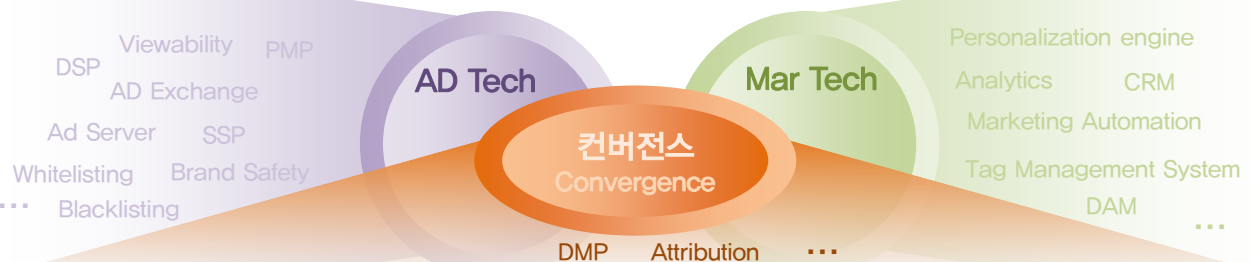 Viewability
PMP
DSP
AD Exchange
Ad Server
SSP
Whitelisting
Brand Safety
...
Blacklisting
AD Tech
컨버전스
Convergence
DMP
Attribution
...
Mar Tech
Personalization engine
Analytics
CRM
Marketing Automation
Tag Management System
DAM
...